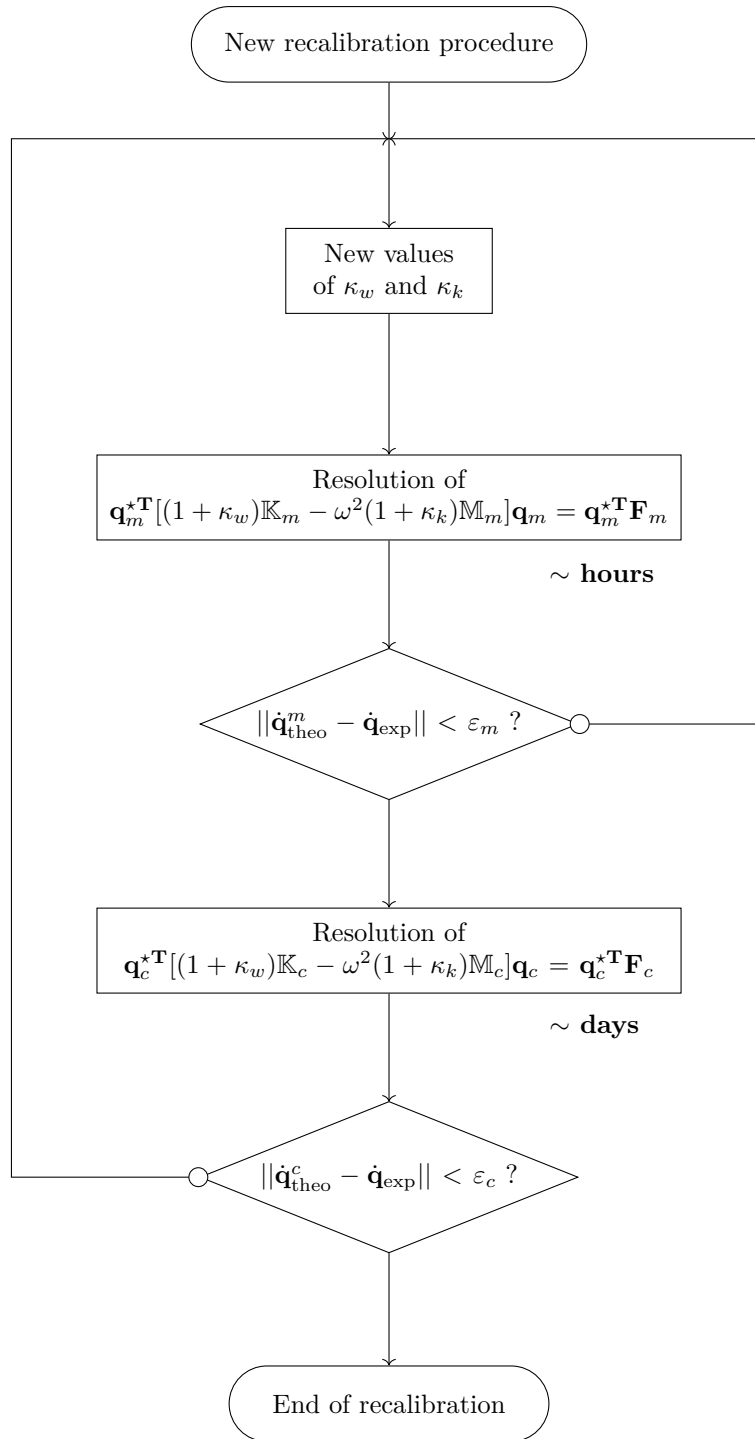 New recalibration procedure
New values
of κ_w and κ_k
Resolution of
q_m^{⋆T}[(1 + κ_w)𝕂_m − ω²(1 + κ_k)𝕄_m]q_m = q_m^{⋆T}F_m
∼ hours
||q̇_theo^m − q̇_exp|| < ε_m ?
Resolution of
q_c^{⋆T}[(1 + κ_w)𝕂_c − ω²(1 + κ_k)𝕄_c]q_c = q_c^{⋆T}F_c
∼ days
||q̇_theo^c − q̇_exp|| < ε_c ?
End of recalibration